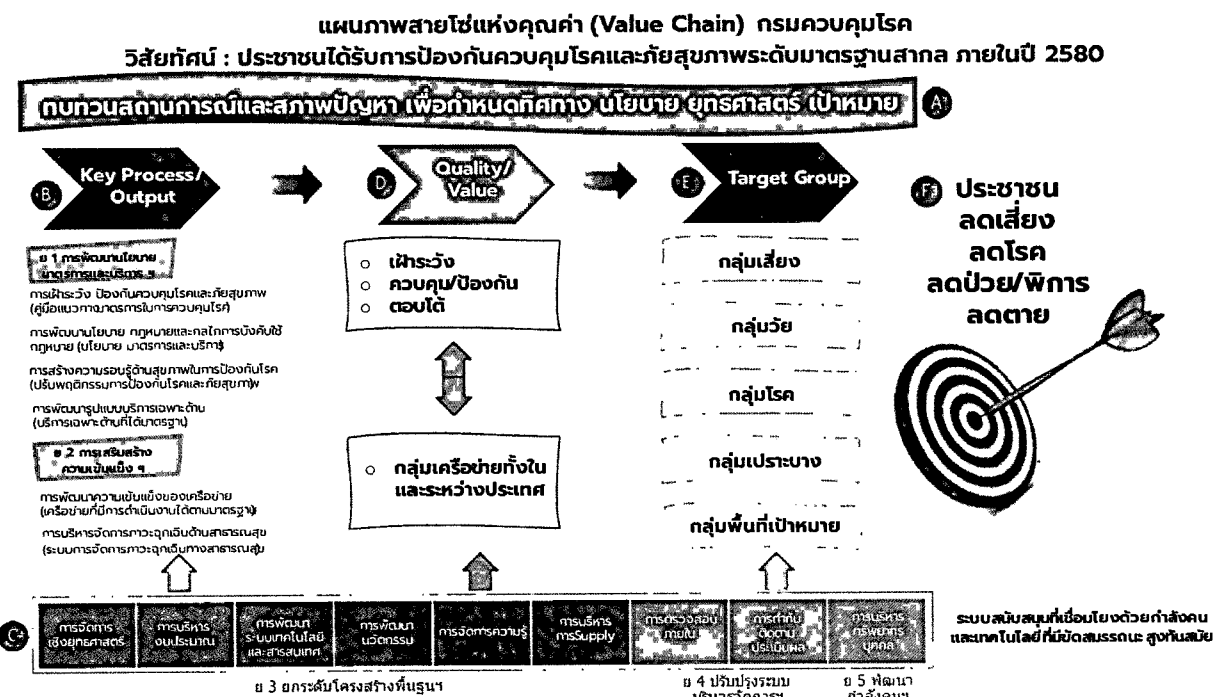 แผนภาพสายโซ่แห่งคุณค่า (Value Chain) กรมควบคุมโรค
วิสัยทัศน์ : ประชาชนได้รับการป้องกันควบคุมโรคและภัยสุขภาพระดับมาตรฐานสากล ภายในปี 2580
ทบทวนสถานการณ์และสภาพปัญหา เพื่อกำหนดทิศทาง นโยบาย ยุทธศาสตร์ เป้าหมาย
A
B
Key Process/
Output
D
Quality/
Value
E
Target Group
F
ประชาชน
ลดเสี่ยง
ลดโรค
ลดป่วย/พิการ
ลดตาย
ย 1 การพัฒนานโยบาย
มาตรการและบริการ ฯ
การเฝ้าระวัง ป้องกันควบคุมโรคและภัยสุขภาพ
(คู่มือแนวทางมาตรการในการควบคุมโรค)
การพัฒนานโยบาย กฎหมายและกลไกการบังคับใช้
กฎหมาย (นโยบาย มาตรการและบริการ)
การสร้างความรอบรู้ด้านสุขภาพในการป้องกันโรค
(ปรับพฤติกรรมการป้องกันโรคและภัยสุขภาพ)
การพัฒนารูปแบบบริการเฉพาะด้าน
(บริการเฉพาะด้านที่ได้มาตรฐาน)
ย 2 การเสริมสร้าง
ความเข้มแข็ง ฯ
การพัฒนาความเข้มแข็งของเครือข่าย
(เครือข่ายที่มีการดำเนินงานได้ตามมาตรฐาน)
การบริหารจัดการภาวะฉุกเฉินด้านสาธารณสุข
(ระบบการจัดการภาวะฉุกเฉินทางสาธารณสุข)
○ เฝ้าระวัง
○ ควบคุม/ป้องกัน
○ ตอบโต้
○ กลุ่มเครือข่ายทั้งใน
และระหว่างประเทศ
กลุ่มเสี่ยง
กลุ่มวัย
กลุ่มโรค
กลุ่มเปราะบาง
กลุ่มพื้นที่เป้าหมาย
C
การจัดการ
เชิงยุทธศาสตร์
การบริหาร
งบประมาณ
การพัฒนา
ระบบเทคโนโลยี
และสารสนเทศ
การพัฒนา
นวัตกรรม
การจัดการความรู้
การบริหาร
การSupply
การตรวจสอบ
ภายใน
การกำกับ
ติดตาม
ประเมินผล
การบริหาร
ทรัพยากร
บุคคล
ระบบสนับสนุนที่เชื่อมโยงด้วยกำลังคน
และเทคโนโลยีที่มีขีดสมรรถนะ สูงทันสมัย
ย 3 ยกระดับโครงสร้างพื้นฐานฯ
ย 4 ปรับปรุงระบบ
บริหารจัดการฯ
ย 5 พัฒนา
กำลังคนฯ